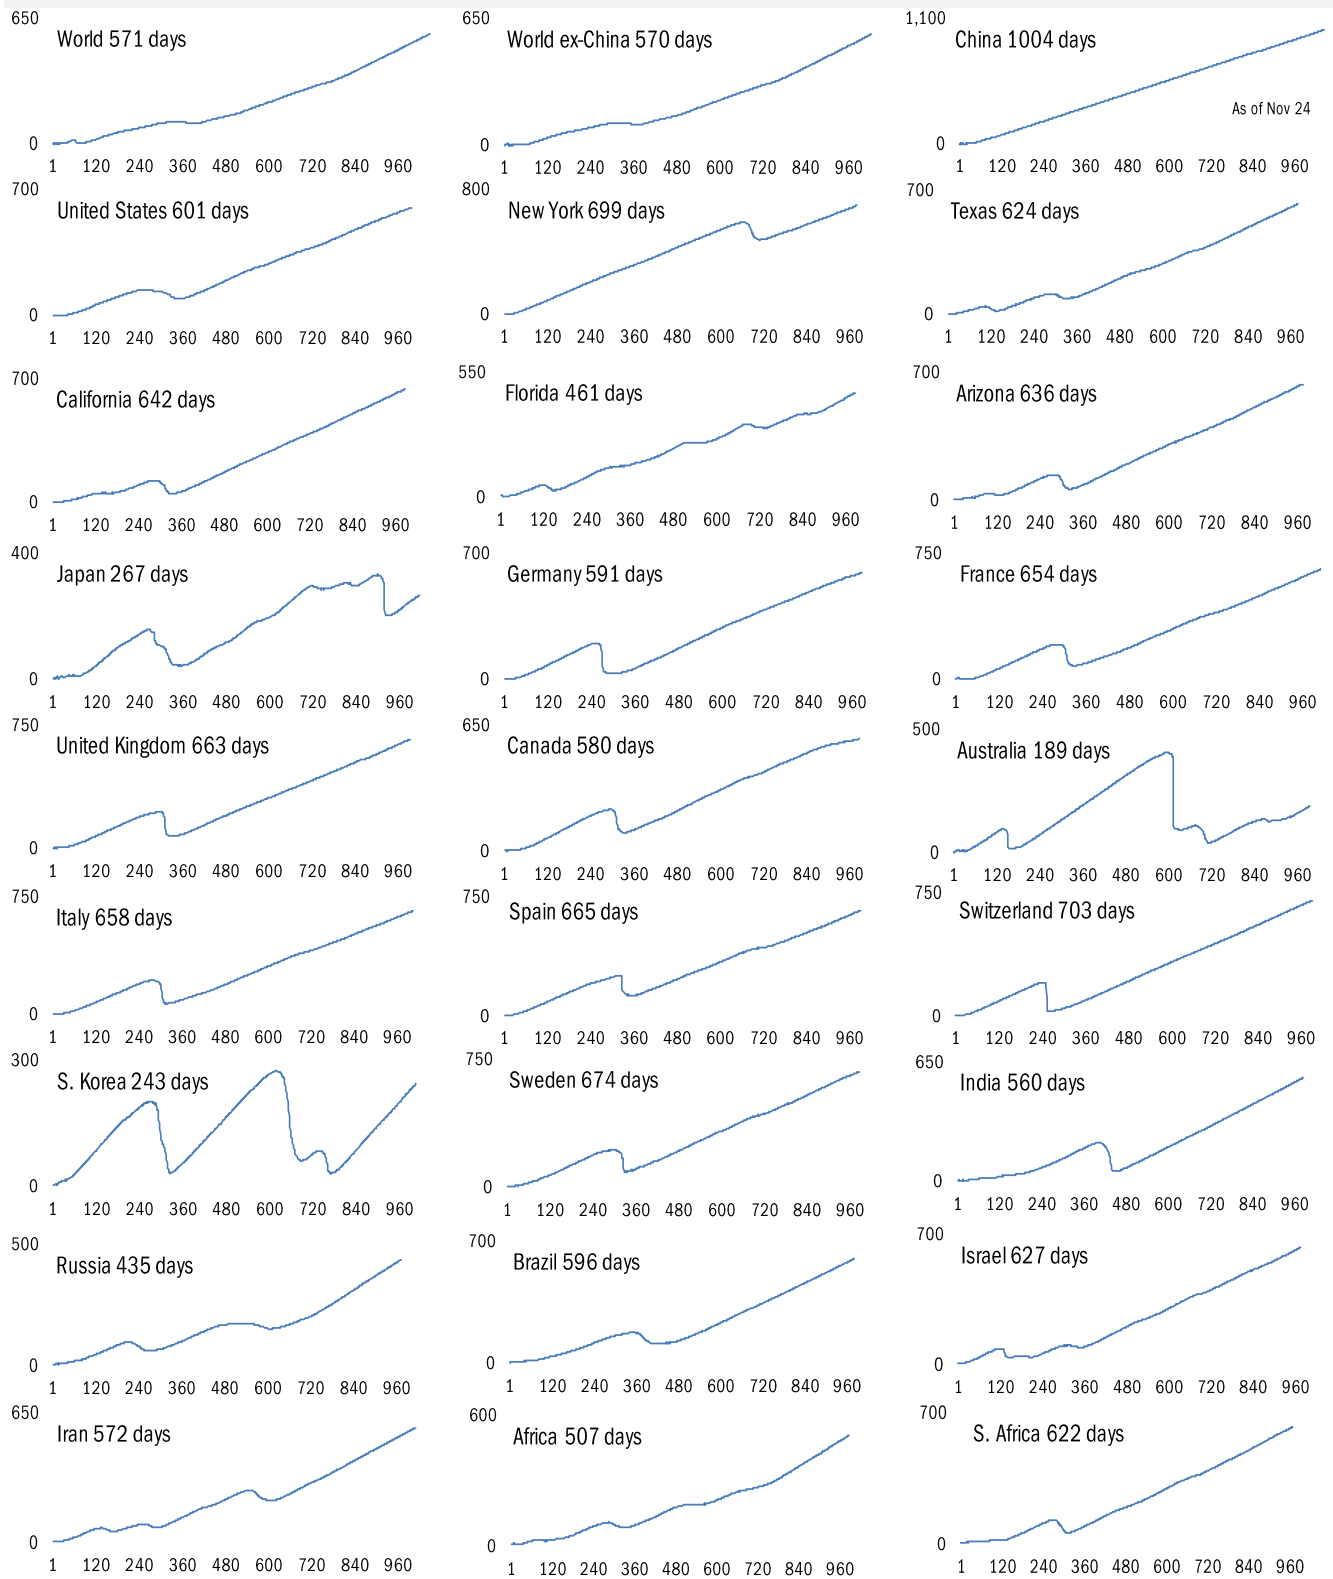 650 650 1,100
World 571 days World ex-China 570 days China 1004 days
As of Nov 24
0 0 0
1 120 240 360 480 600 720 840 960 1 120 240 360 480 600 720 840 960 1 120 240 360 480 600 720 840 960
700 800 700
United States 601 days New York 699 days Texas 624 days
0 0 0
1 120 240 360 480 600 720 840 960 1 120 240 360 480 600 720 840 960 1 120 240 360 480 600 720 840 960
700 550 700
California 642 days Florida 461 days Arizona 636 days
0 0 0
1 120 240 360 480 600 720 840 960 1 120 240 360 480 600 720 840 960 1 120 240 360 480 600 720 840 960
400 700 750
Japan 267 days Germany 591 days France 654 days
0 0 0
1 120 240 360 480 600 720 840 960 1 120 240 360 480 600 720 840 960 1 120 240 360 480 600 720 840 960
750 650 500
United Kingdom 663 days Canada 580 days Australia 189 days
0 0 0
1 120 240 360 480 600 720 840 960 1 120 240 360 480 600 720 840 960 1 120 240 360 480 600 720 840 960
750 750 750
Italy 658 days Spain 665 days Switzerland 703 days
0 0 0
1 120 240 360 480 600 720 840 960 1 120 240 360 480 600 720 840 960 1 120 240 360 480 600 720 840 960
300 750 650
S. Korea 243 days Sweden 674 days India 560 days
0 0 0
1 120 240 360 480 600 720 840 960 1 120 240 360 480 600 720 840 960 1 120 240 360 480 600 720 840 960
500 700 700
Russia 435 days Brazil 596 days Israel 627 days
0 0 0
1 120 240 360 480 600 720 840 960 1 120 240 360 480 600 720 840 960 1 120 240 360 480 600 720 840 960
650 600 700
Iran 572 days Africa 507 days S. Africa 622 days
0 0 0
1 120 240 360 480 600 720 840 960 1 120 240 360 480 600 720 840 960 1 120 240 360 480 600 720 840 960